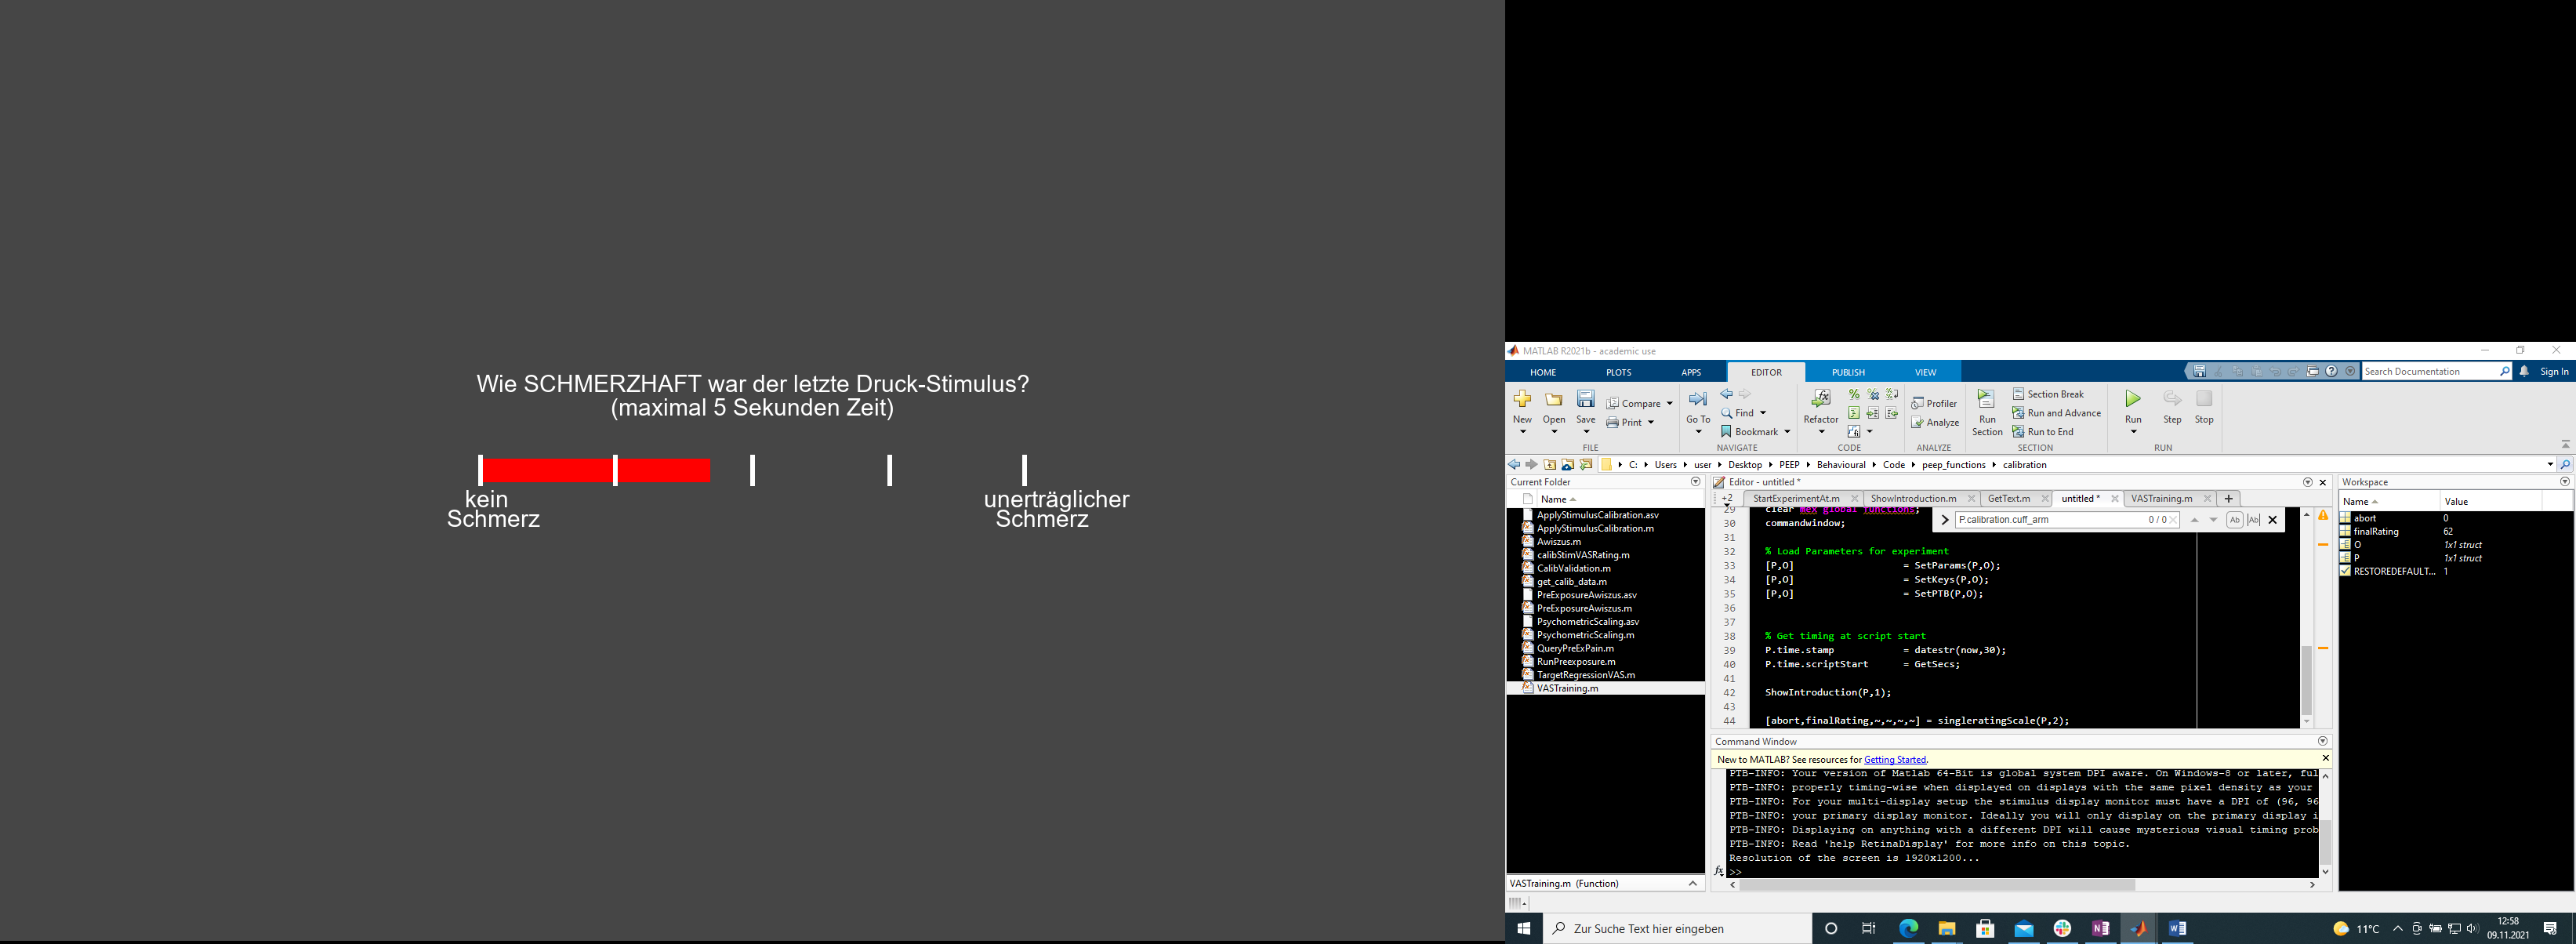 Wie SCHMERZHAFT war der letzte Druck-Stimulus?
(maximal 5 Sekunden Zeit)
kein
Schmerz
unerträglicher
Schmerz
MATLAB R2021b - academic use
HOME PLOTS APPS EDITOR PUBLISH VIEW
Search Documentation
Sign In
New Open Save
Compare
Print
FILE
Go To
Find
Bookmark
NAVIGATE
Refactor
CODE
Profiler
Analyze
ANALYZE
Run
Section
Section Break
Run and Advance
Run to End
SECTION
Run Step Stop
RUN
C: Users user Desktop PEEP Behavioural Code peep_functions calibration
Current Folder
Name
ApplyStimulusCalibration.asv
ApplyStimulusCalibration.m
Awiszus.m
calibStimVASRating.m
CalibValidation.m
get_calib_data.m
PreExposureAwiszus.asv
PreExposureAwiszus.m
PsychometricScaling.asv
PsychometricScaling.m
QueryPreExPain.m
RunPreexposure.m
TargetRegressionVAS.m
VASTraining.m
VASTraining.m (Function)
Editor - untitled *
+2 StartExperimentAt.m ShowIntroduction.m GetText.m untitled * VASTraining.m +
P.calibration.cuff_arm 0 / 0
29 clear mex global functions;
30 commandwindow;
31
32 % Load Parameters for experiment
33 [P,O] = SetParams(P,O);
34 [P,O] = SetKeys(P,O);
35 [P,O] = SetPTB(P,O);
36
37
38 % Get timing at script start
39 P.time.stamp = datestr(now,30);
40 P.time.scriptStart = GetSecs;
41
42 ShowIntroduction(P,1);
43
44 [abort,finalRating,~,~,~,~] = singleratingScale(P,2);
Command Window
New to MATLAB? See resources for Getting Started.
PTB-INFO: Your version of Matlab 64-Bit is global system DPI aware. On Windows-8 or later, ful
PTB-INFO: properly timing-wise when displayed on displays with the same pixel density as your
PTB-INFO: For your multi-display setup the stimulus display monitor must have a DPI of (96, 96
PTB-INFO: your primary display monitor. Ideally you will only display on the primary display i
PTB-INFO: Displaying on anything with a different DPI will cause mysterious visual timing prob
PTB-INFO: Read 'help RetinaDisplay' for more info on this topic.
Resolution of the screen is 1920x1200...
>>
Workspace
Name Value
abort 0
finalRating 62
O 1x1 struct
P 1x1 struct
RESTOREDEFAULT... 1
Zur Suche Text hier eingeben
11°C
12:58
09.11.2021